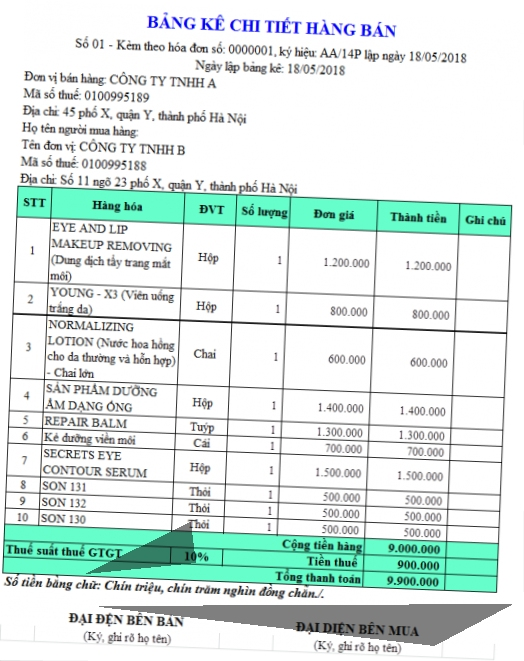 BẢNG KÊ CHI TIẾT HÀNG BÁN
Số 01 - Kèm theo hóa đơn số: 0000001, ký hiệu: AA/14P lập ngày 18/05/2018
Ngày lập bảng kê: 18/05/2018
Đơn vị bán hàng: CÔNG TY TNHH A
Mã số thuế: 0100995189
Địa chỉ: 45 phố X, quận Y, thành phố Hà Nội
Họ tên người mua hàng:
Tên đơn vị: CÔNG TY TNHH B
Mã số thuế: 0100995188
Địa chỉ: Số 11 ngõ 23 phố X, quận Y, thành phố Hà Nội
STT Hàng hóa ĐVT Số lượng Đơn giá Thành tiền Ghi chú
EYE AND LIP
MAKEUP REMOVING
1 (Dung dịch tẩy trang mắt Hộp 1 1.200.000 1.200.000
môi)
2 YOUNG - X3 (Viên uống Hộp 1 800.000 800.000
trắng da)
NORMALIZING
LOTION (Nước hoa hồng
3 cho da thường và hỗn hợp) Chai 1 600.000 600.000
- Chai lớn
4 SẢN PHẨM DƯỠNG Hộp 1 1.400.000 1.400.000
ẨM DẠNG ỐNG
5 REPAIR BALM Tuýp 1 1.300.000 1.300.000
6 Kẻ dưỡng viền môi Cái 1 700.000 700.000
7 SECRETS EYE Hộp 1 1.500.000 1.500.000
CONTOUR SERUM
8 SON 131 Thỏi 1 500.000 500.000
9 SON 132 Thỏi 1 500.000 500.000
10 SON 130 Thỏi 1 500.000 500.000
Cộng tiền hàng 9.000.000
Thuế suất thuế GTGT 10% Tiền thuế 900.000
Tổng thanh toán 9.900.000
Số tiền bằng chữ: Chín triệu, chín trăm nghìn đồng chẵn./.
ĐẠI DIỆN BÊN BÁN ĐẠI DIỆN BÊN MUA
(Ký, ghi rõ họ tên) (Ký, ghi rõ họ tên)